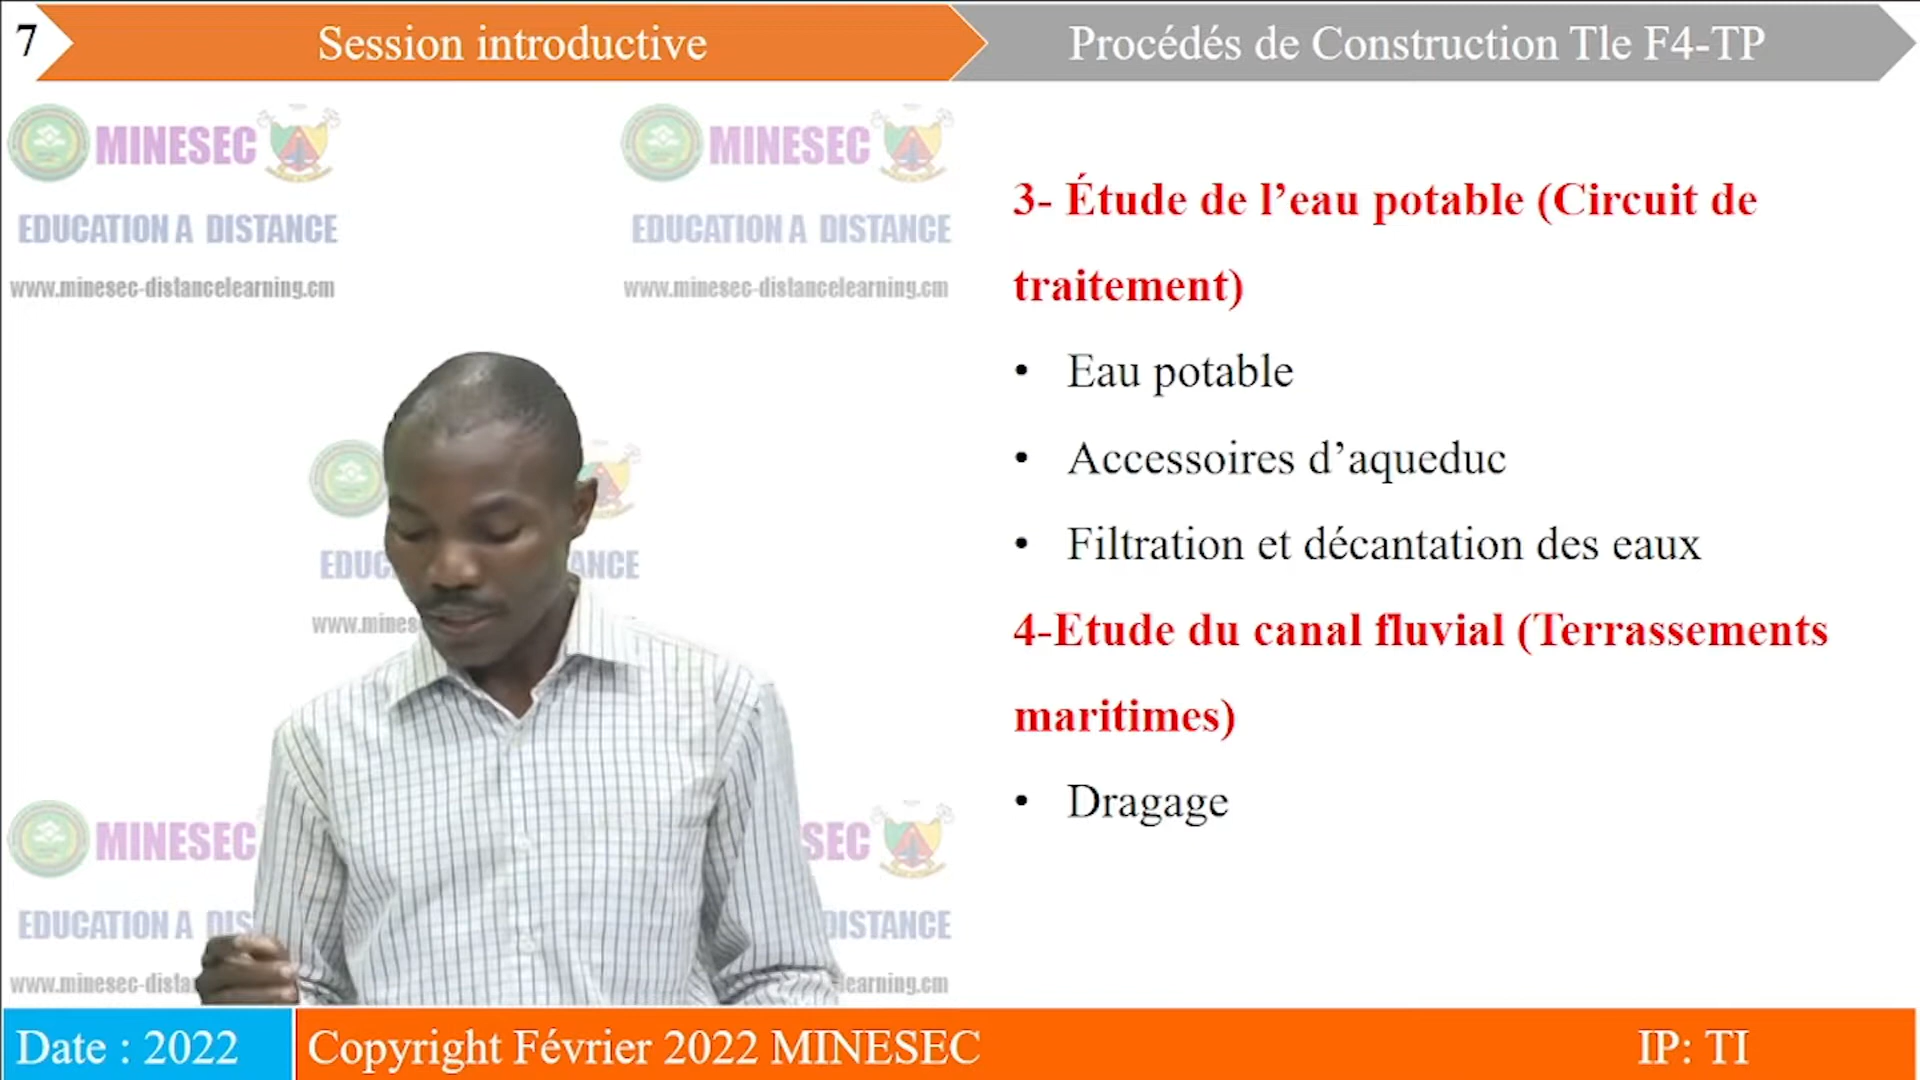 7
Session introductive
Procédés de Construction Tle F4-TP
MINESEC
EDUCATION A DISTANCE
www.minesec-distancelearning.cm
MINESEC
EDUCATION A DISTANCE
www.minesec-distancelearning.cm
3- Étude de l’eau potable (Circuit de
traitement)
• Eau potable
• Accessoires d’aqueduc
• Filtration et décantation des eaux
4-Etude du canal fluvial (Terrassements
maritimes)
• Dragage
EDUC ANCE
www.mines
MINESEC
EDUCATION A DIS
www.minesec-dista
SEC
DISTANCE
learning.cm
Date : 2022
Copyright Février 2022 MINESEC
IP: TI